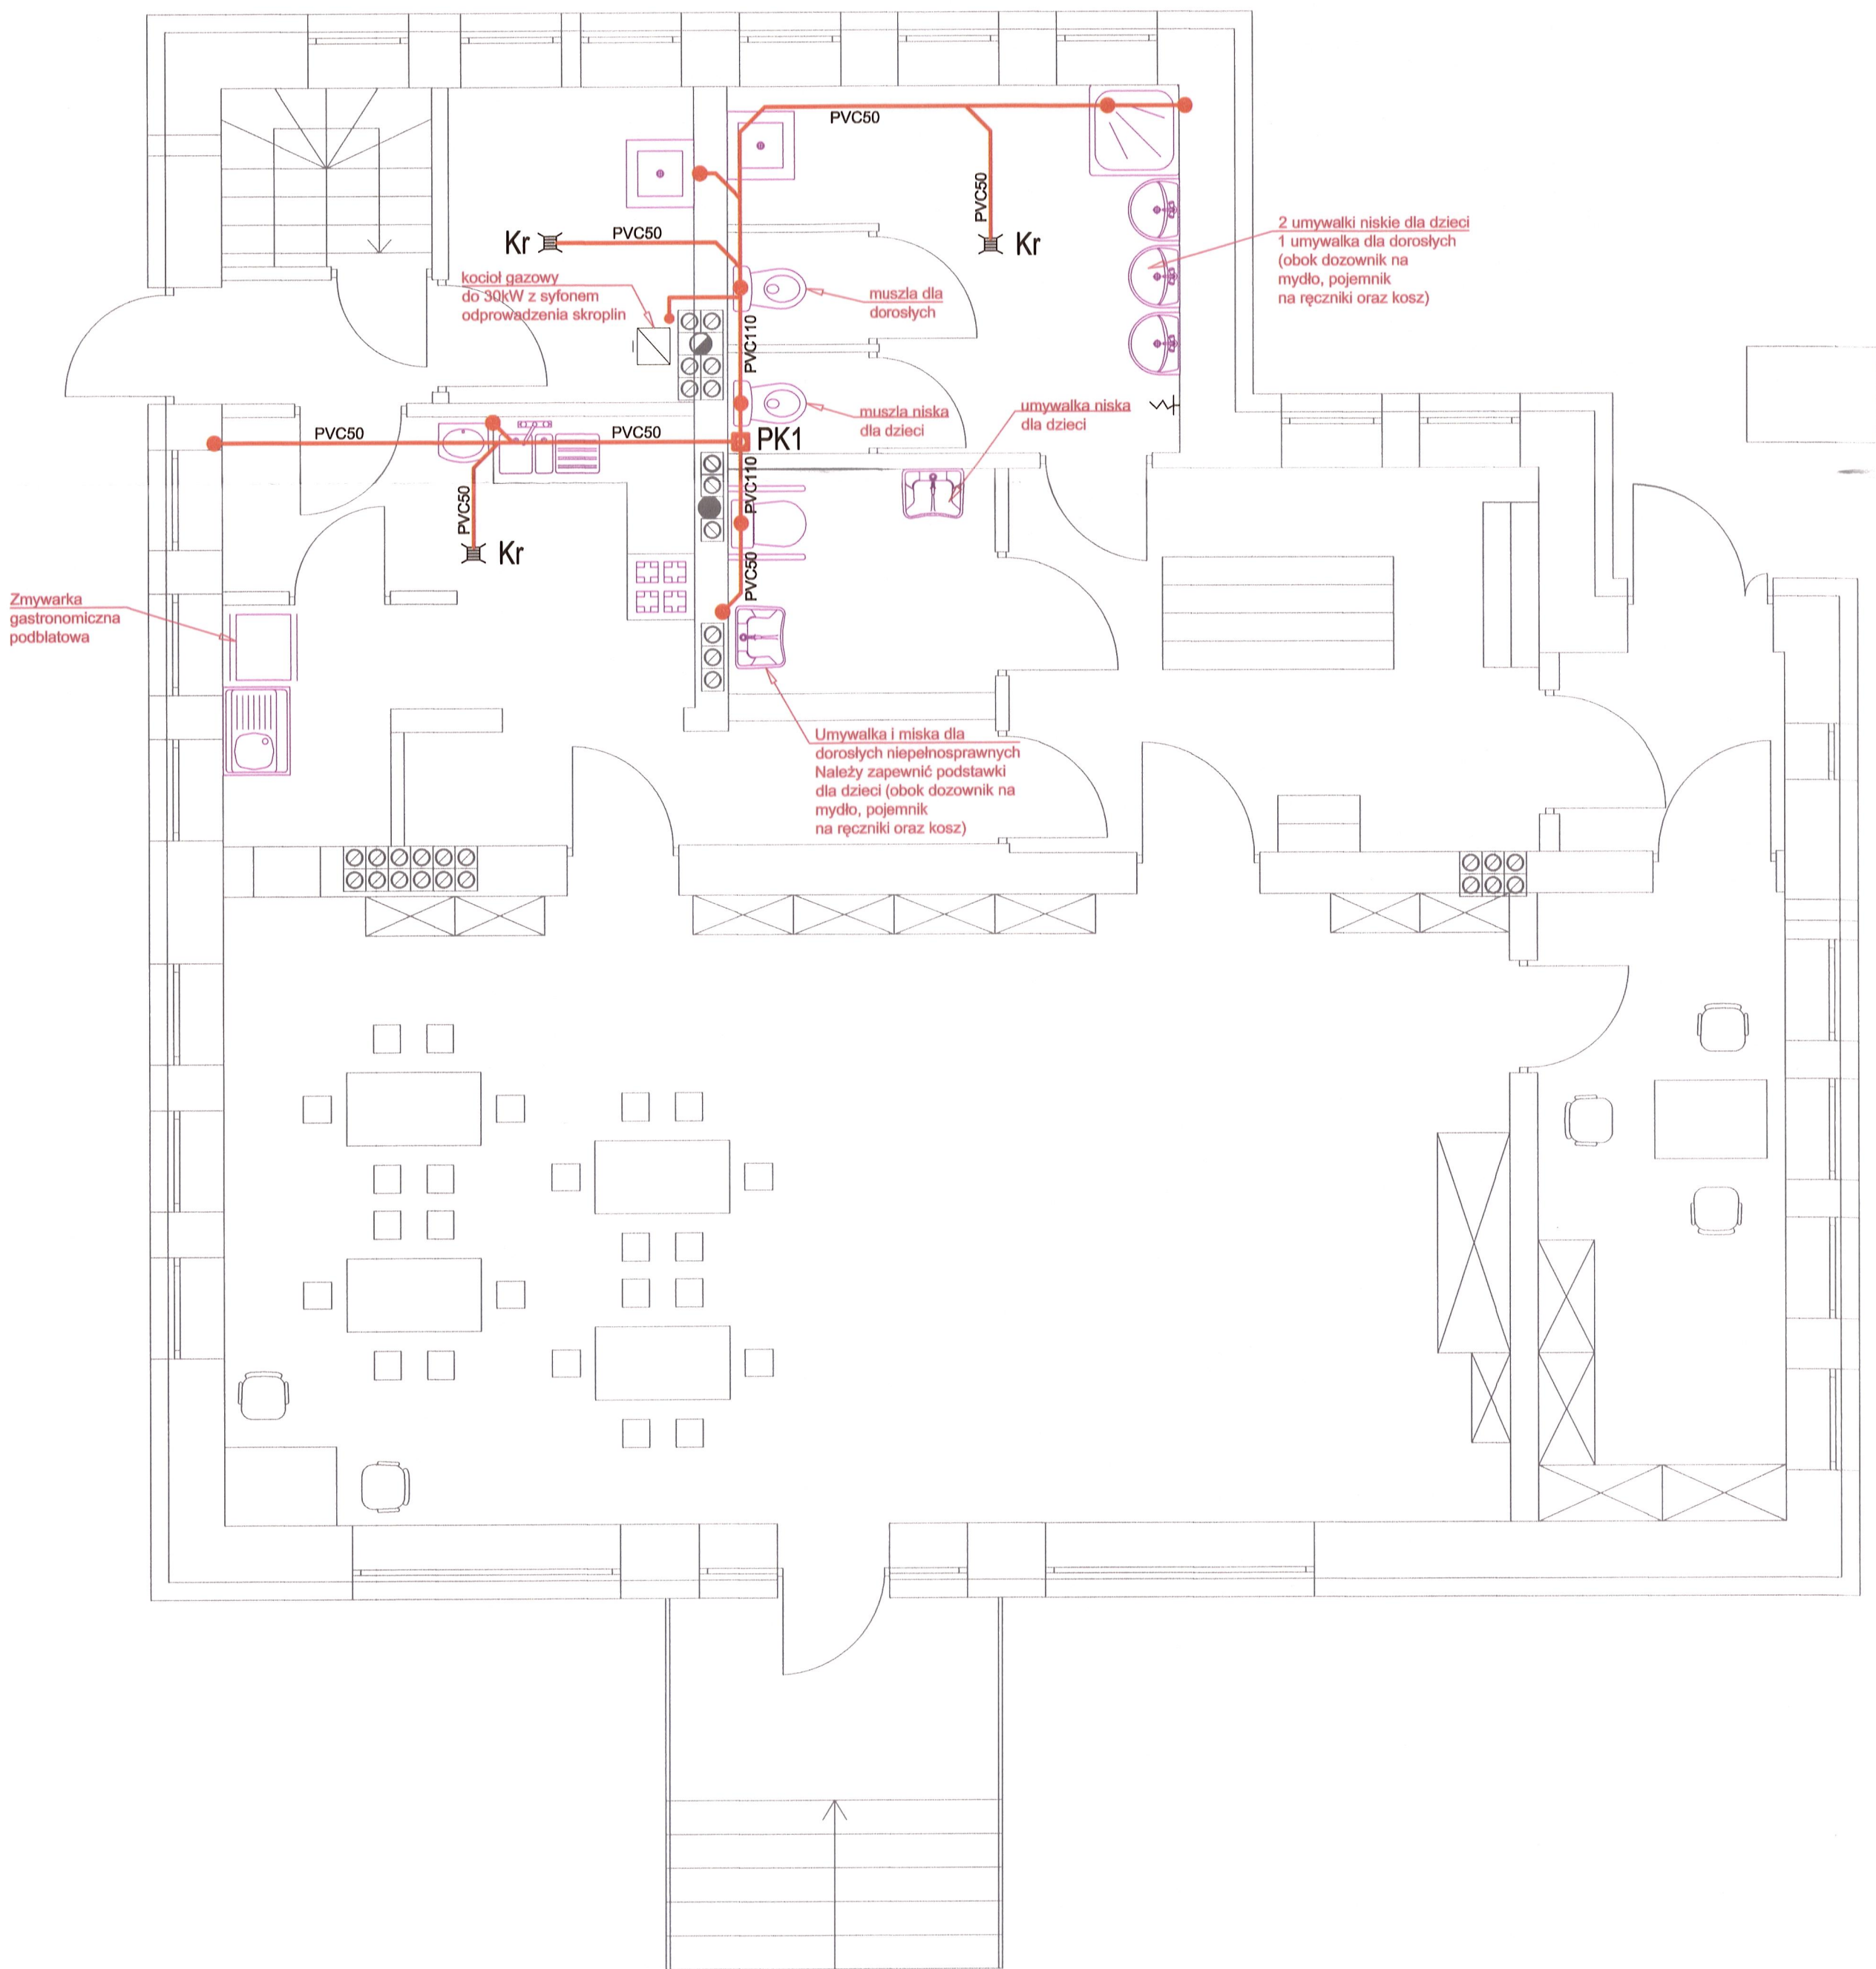 PVC50
PVC50
2 umywalki niskie dla dzieci
1 umywalka dla dorosłych
(obok dozownik na
mydło, pojemnik
na ręczniki oraz kosz)
Kr
PVC50
Kr
kocioł gazowy
do 30kW z syfonem
odprowadzenia skroplin
muszla dla
dorosłych
PVC110
muszla niska
dla dzieci
umywalka niska
dla dzieci
PVC50
PVC50
PK1
PVC110
PVC50
Kr
PVC50
Zmywarka
gastronomiczna
podblatowa
Umywalka i miska dla
dorosłych niepełnosprawnych
Należy zapewnić podstawki
dla dzieci (obok dozownik na
mydło, pojemnik
na ręczniki oraz kosz)